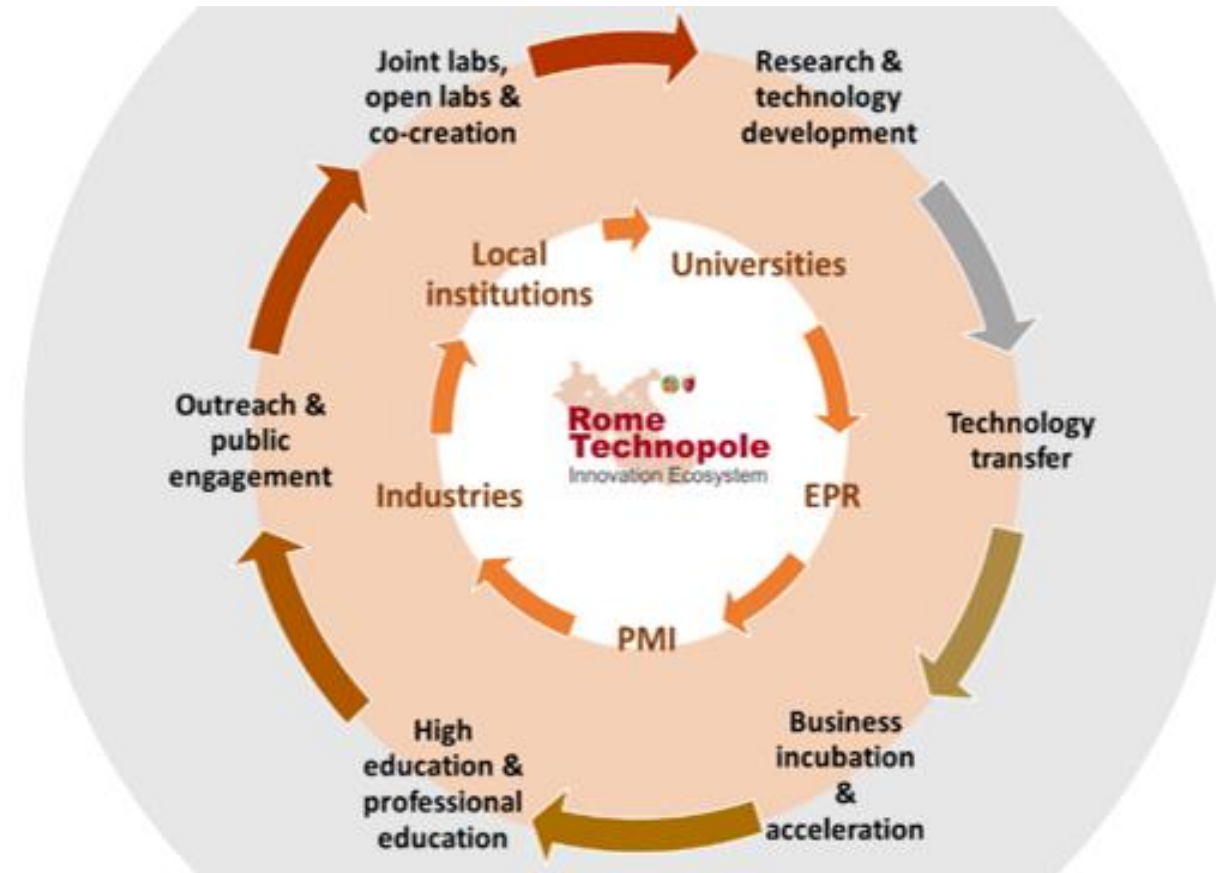 Joint labs,
open labs &
co-creation
Research &
technology
development
Technology
transfer
Business
incubation
&
acceleration
High
education &
professional
education
Outreach &
public
engagement
Local
institutions
Universities
EPR
PMI
Industries
Rome
Technopole
Innovation Ecosystem